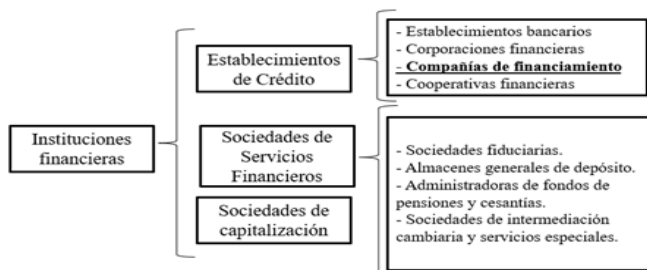 Instituciones
financieras
Establecimientos
de Crédito
- Establecimientos bancarios
- Corporaciones financieras
- Compañías de financiamiento
- Cooperativas financieras
Sociedades de
Servicios
Financieros
- Sociedades fiduciarias.
- Almacenes generales de depósito.
- Administradoras de fondos de
pensiones y cesantías.
- Sociedades de intermediación
cambiaria y servicios especiales.
Sociedades de
capitalización